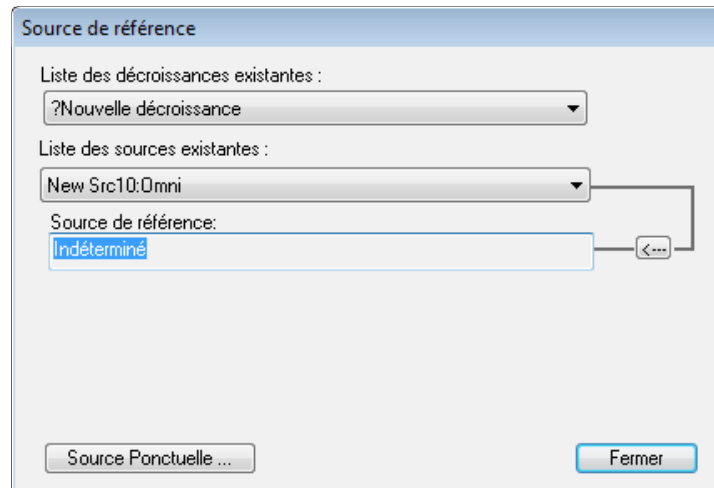 Source de référence
Liste des décroissances existantes :
?Nouvelle décroissance
Liste des sources existantes :
New Src10:Omni
Source de référence:
Indéterminé
<---
Source Ponctuelle ...
Fermer